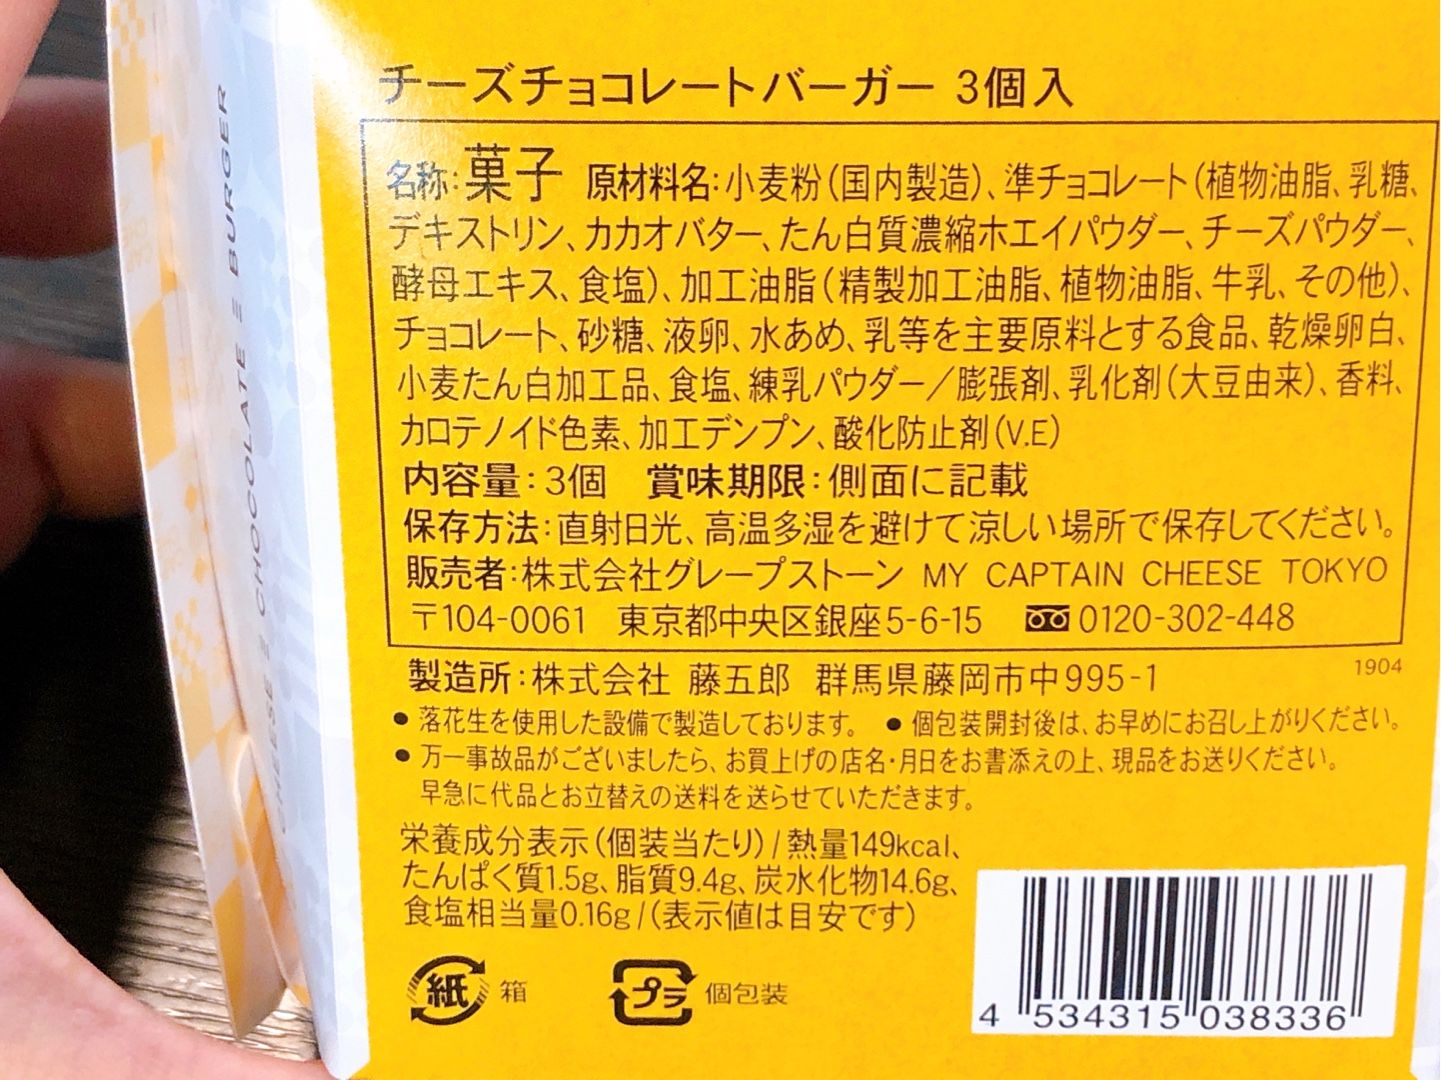 チーズチョコレートバーガー 3個入
名称:菓子 原材料名:小麦粉(国内製造)、準チョコレート(植物油脂、乳糖、
デキストリン、カカオバター、たん白質濃縮ホエイパウダー、チーズパウダー、
酵母エキス、食塩)、加工油脂(精製加工油脂、植物油脂、牛乳、その他)、
チョコレート、砂糖、液卵、水あめ、乳等を主要原料とする食品、乾燥卵白、
小麦たん白加工品、食塩、練乳パウダー/膨張剤、乳化剤(大豆由来)、香料、
カロテノイド色素、加工デンプン、酸化防止剤(V.E)
内容量:3個 賞味期限:側面に記載
保存方法:直射日光、高温多湿を避けて涼しい場所で保存してください。
販売者:株式会社グレープストーン MY CAPTAIN CHEESE TOKYO
〒104-0061 東京都中央区銀座5-6-15 0120-302-448
製造所:株式会社 藤五郎 群馬県藤岡市中995-1
1904
●落花生を使用した設備で製造しております。 ●個包装開封後は、お早めにお召し上がりください。
●万一事故品がございましたら、お買上げの店名・月日をお書添えの上、現品をお送りください。
早急に代品とお立替えの送料を送らせていただきます。
栄養成分表示(個装当たり)/熱量149kcal、
たんぱく質1.5g、脂質9.4g、炭水化物14.6g、
食塩相当量0.16g/(表示値は目安です)
紙 箱
プラ 個包装
4 534315 038336
CHEESE CHOCOLATE BURGER